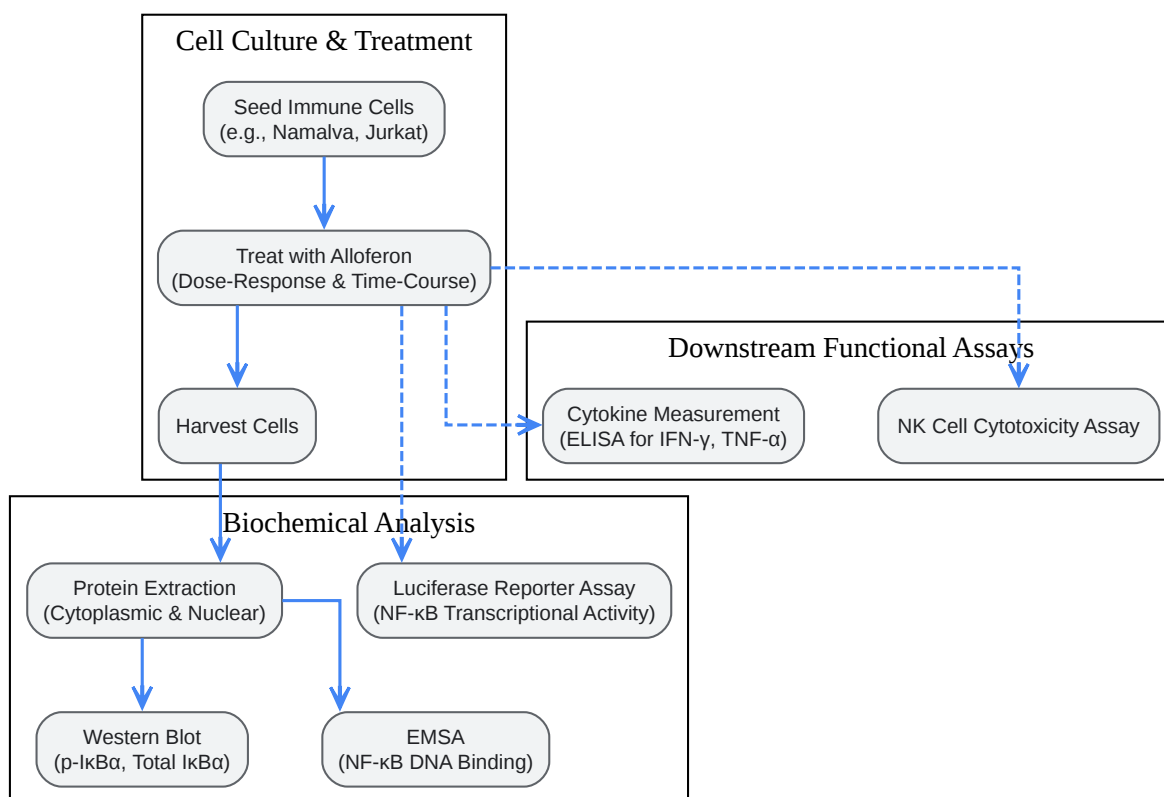 Cell Culture & Treatment
Seed Immune Cells
(e.g., Namalva, Jurkat)
Treat with Alloferon
(Dose-Response & Time-Course)
Harvest Cells
Downstream Functional Assays
Cytokine Measurement
(ELISA for IFN-γ, TNF-α)
NK Cell Cytotoxicity Assay
Biochemical Analysis
Protein Extraction
(Cytoplasmic & Nuclear)
Luciferase Reporter Assay
(NF-κB Transcriptional Activity)
Western Blot
(p-IκBα, Total IκBα)
EMSA
(NF-κB DNA Binding)